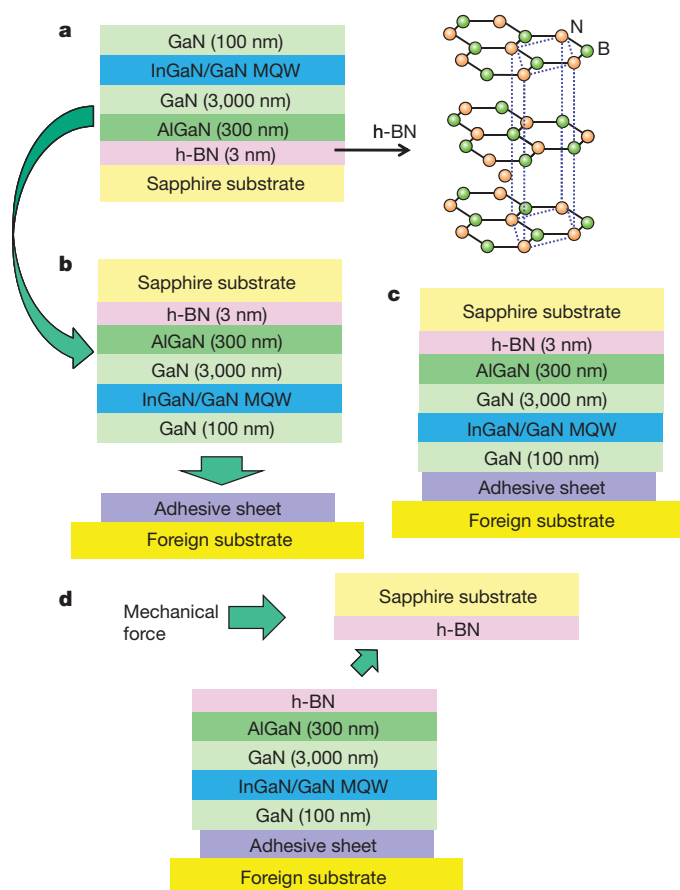 a
GaN (100 nm)
InGaN/GaN MQW
GaN (3,000 nm)
AlGaN (300 nm)
h-BN (3 nm)
Sapphire substrate
h-BN
N
B
b
Sapphire substrate
h-BN (3 nm)
AlGaN (300 nm)
GaN (3,000 nm)
InGaN/GaN MQW
GaN (100 nm)
Adhesive sheet
Foreign substrate
c
Sapphire substrate
h-BN (3 nm)
AlGaN (300 nm)
GaN (3,000 nm)
InGaN/GaN MQW
GaN (100 nm)
Adhesive sheet
Foreign substrate
d
Mechanical
force
Sapphire substrate
h-BN
h-BN
AlGaN (300 nm)
GaN (3,000 nm)
InGaN/GaN MQW
GaN (100 nm)
Adhesive sheet
Foreign substrate